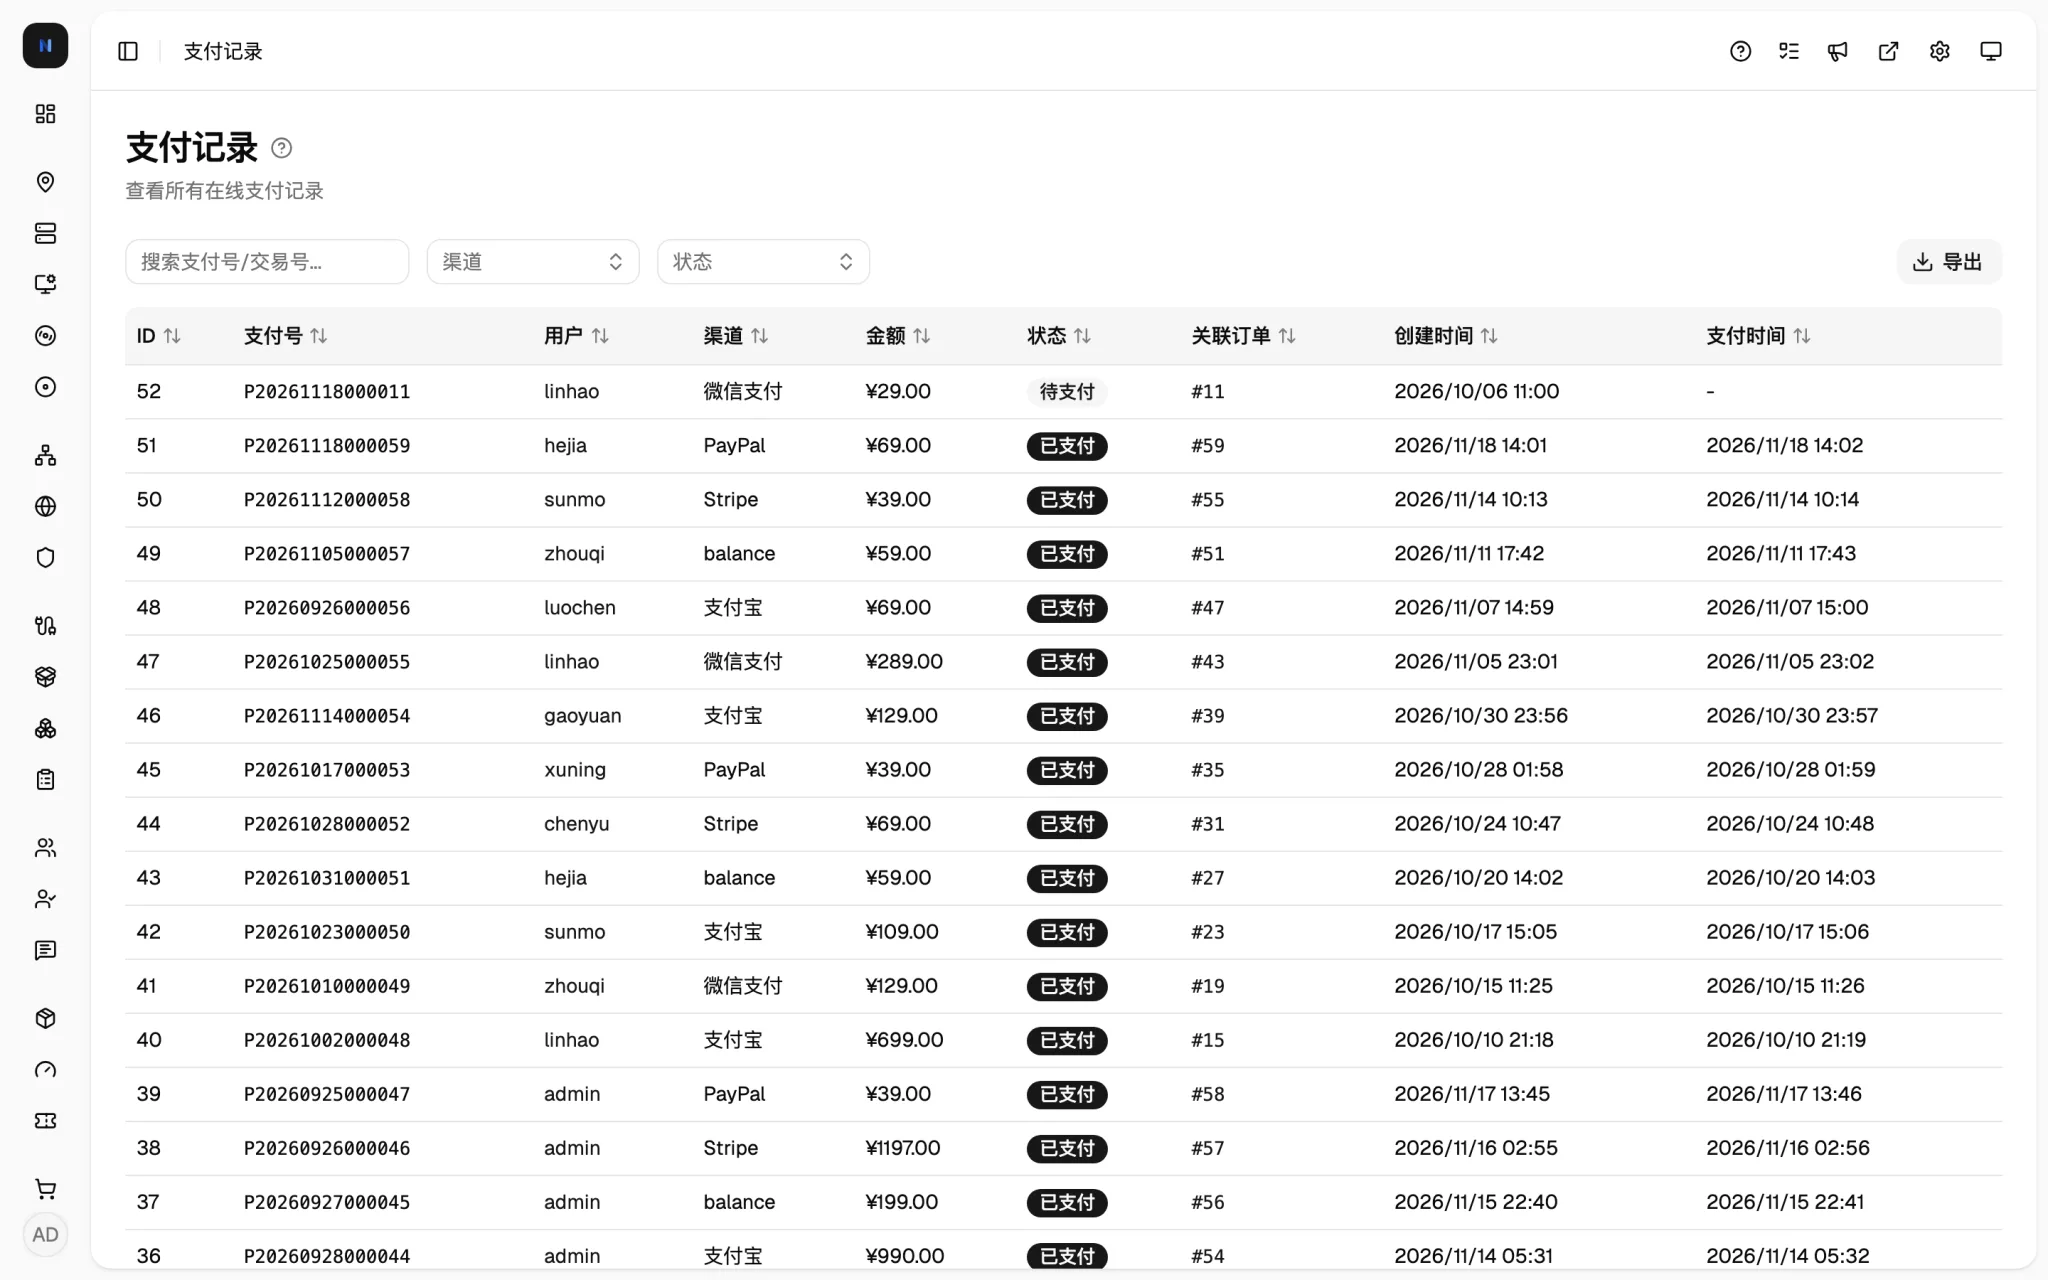 N
支付记录
支付记录
查看所有在线支付记录
搜索支付号/交易号... 渠道 状态 导出
ID 支付号 用户 渠道 金额 状态 关联订单 创建时间 支付时间
52 P20261118000011 linhao 微信支付 ¥29.00 待支付 #11 2026/10/06 11:00 -
51 P20261118000059 hejia PayPal ¥69.00 已支付 #59 2026/11/18 14:01 2026/11/18 14:02
50 P20261112000058 sunmo Stripe ¥39.00 已支付 #55 2026/11/14 10:13 2026/11/14 10:14
49 P20261105000057 zhouqi balance ¥59.00 已支付 #51 2026/11/11 17:42 2026/11/11 17:43
48 P20260926000056 luochen 支付宝 ¥69.00 已支付 #47 2026/11/07 14:59 2026/11/07 15:00
47 P20261025000055 linhao 微信支付 ¥289.00 已支付 #43 2026/11/05 23:01 2026/11/05 23:02
46 P20261114000054 gaoyuan 支付宝 ¥129.00 已支付 #39 2026/10/30 23:56 2026/10/30 23:57
45 P20261017000053 xuning PayPal ¥39.00 已支付 #35 2026/10/28 01:58 2026/10/28 01:59
44 P20261028000052 chenyu Stripe ¥69.00 已支付 #31 2026/10/24 10:47 2026/10/24 10:48
43 P20261031000051 hejia balance ¥59.00 已支付 #27 2026/10/20 14:02 2026/10/20 14:03
42 P20261023000050 sunmo 支付宝 ¥109.00 已支付 #23 2026/10/17 15:05 2026/10/17 15:06
41 P20261010000049 zhouqi 微信支付 ¥129.00 已支付 #19 2026/10/15 11:25 2026/10/15 11:26
40 P20261002000048 linhao 支付宝 ¥699.00 已支付 #15 2026/10/10 21:18 2026/10/10 21:19
39 P20260925000047 admin PayPal ¥39.00 已支付 #58 2026/11/17 13:45 2026/11/17 13:46
38 P20260926000046 admin Stripe ¥1197.00 已支付 #57 2026/11/16 02:55 2026/11/16 02:56
37 P20260927000045 admin balance ¥199.00 已支付 #56 2026/11/15 22:40 2026/11/15 22:41
36 P20260928000044 admin 支付宝 ¥990.00 已支付 #54 2026/11/14 05:31 2026/11/14 05:32
AD